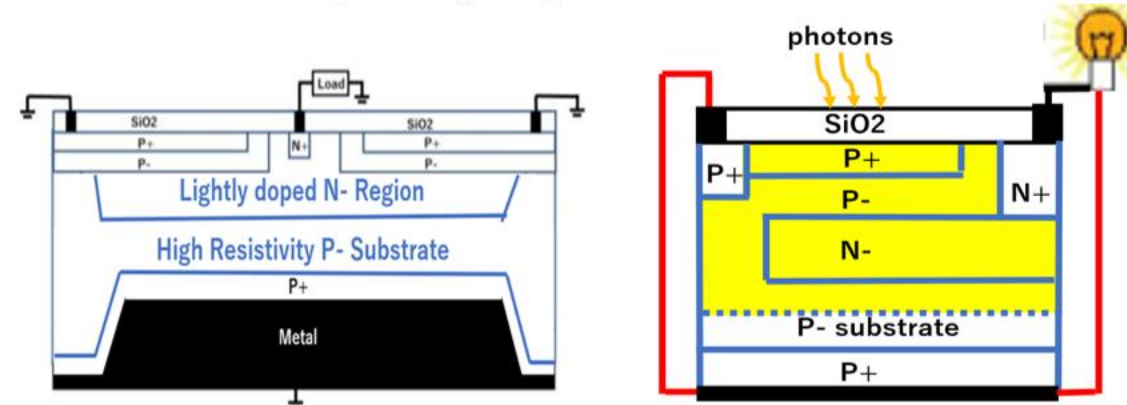 Load
SiO2
SiO2
P+
N+
P+
P-
P-
Lightly doped N- Region
High Resistivity P- Substrate
P+
Metal
photons
SiO2
P+
P+
N+
P-
N-
P- substrate
P+